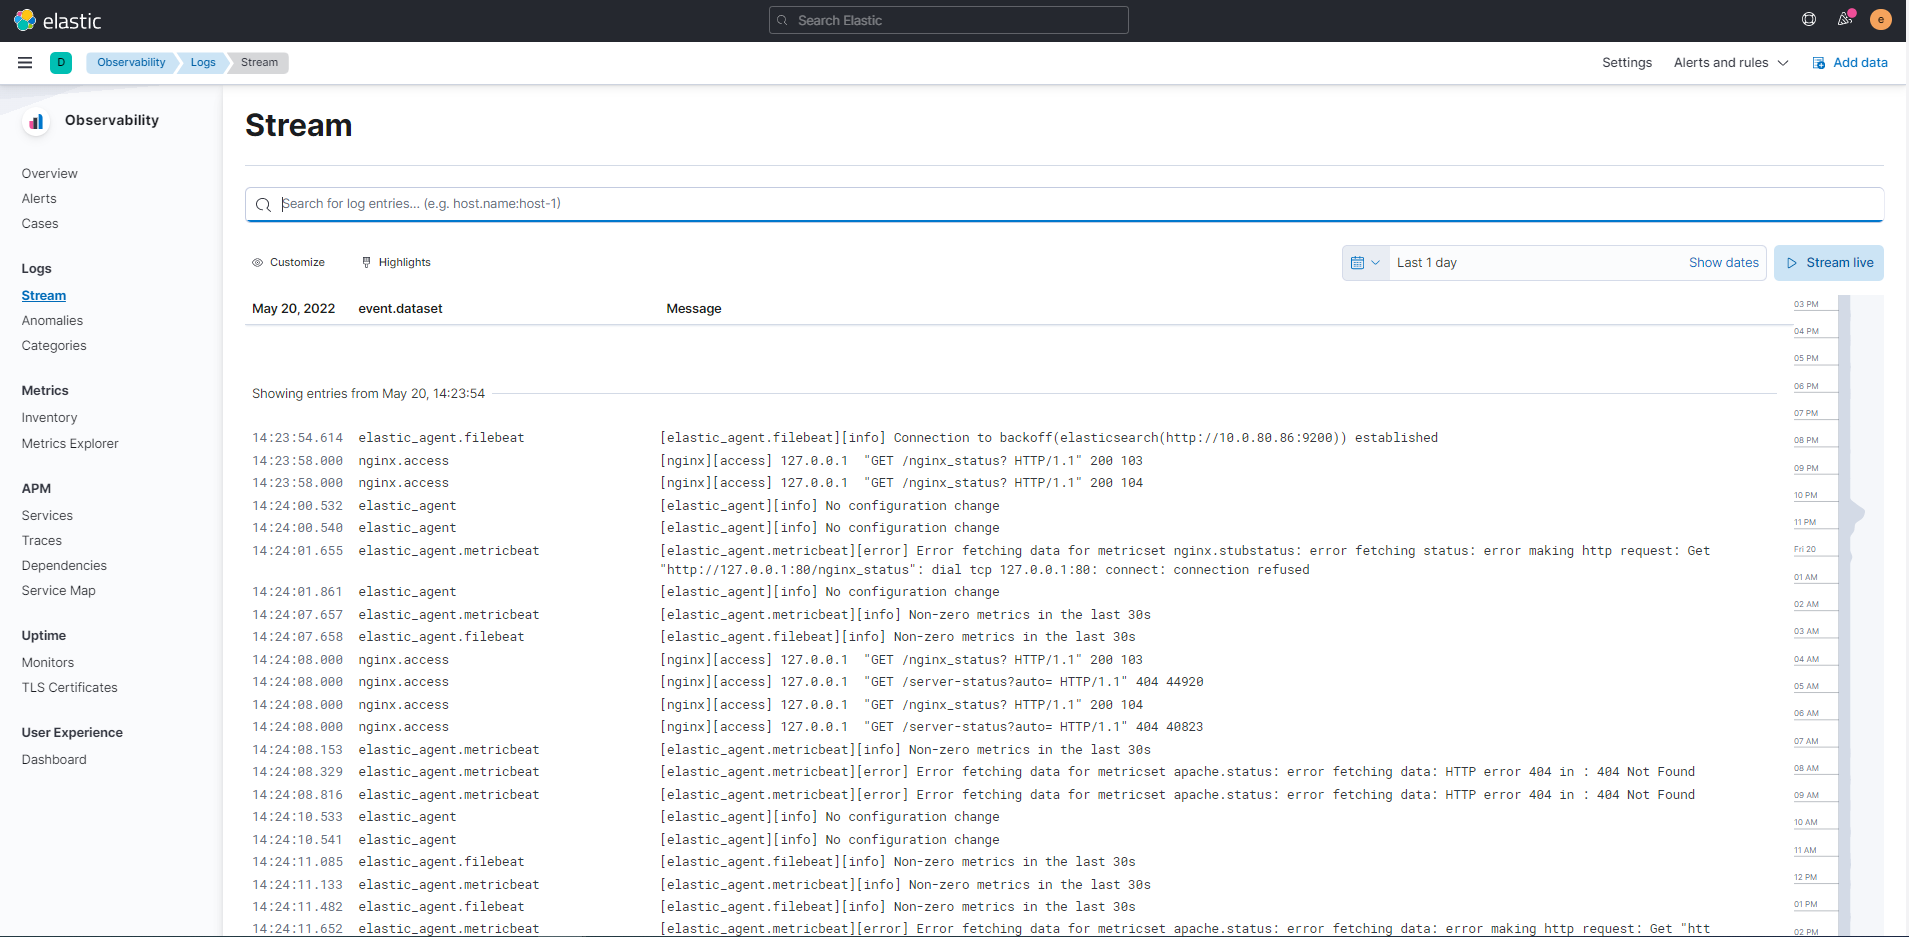 elastic
Search Elastic
e
D
Observability
Logs
Stream
Settings
Alerts and rules
Add data
Observability
Overview
Alerts
Cases
Logs
Stream
Anomalies
Categories
Metrics
Inventory
Metrics Explorer
APM
Services
Traces
Dependencies
Service Map
Uptime
Monitors
TLS Certificates
User Experience
Dashboard
Stream
Search for log entries... (e.g. host.name:host-1)
Customize
Highlights
Last 1 day
Show dates
Stream live
May 20, 2022 event.dataset Message
Showing entries from May 20, 14:23:54
14:23:54.614 elastic_agent.filebeat [elastic_agent.filebeat][info] Connection to backoff(elasticsearch(http://10.0.80.86:9200)) established
14:23:58.000 nginx.access [nginx][access] 127.0.0.1 "GET /nginx_status? HTTP/1.1" 200 103
14:23:58.000 nginx.access [nginx][access] 127.0.0.1 "GET /nginx_status? HTTP/1.1" 200 104
14:24:00.532 elastic_agent [elastic_agent][info] No configuration change
14:24:00.540 elastic_agent [elastic_agent][info] No configuration change
14:24:01.655 elastic_agent.metricbeat [elastic_agent.metricbeat][error] Error fetching data for metricset nginx.stubstatus: error fetching status: error making http request: Get
"http://127.0.0.1:80/nginx_status": dial tcp 127.0.0.1:80: connect: connection refused
14:24:01.861 elastic_agent [elastic_agent][info] No configuration change
14:24:07.657 elastic_agent.metricbeat [elastic_agent.metricbeat][info] Non-zero metrics in the last 30s
14:24:07.658 elastic_agent.filebeat [elastic_agent.filebeat][info] Non-zero metrics in the last 30s
14:24:08.000 nginx.access [nginx][access] 127.0.0.1 "GET /nginx_status? HTTP/1.1" 200 103
14:24:08.000 nginx.access [nginx][access] 127.0.0.1 "GET /server-status?auto= HTTP/1.1" 404 44920
14:24:08.000 nginx.access [nginx][access] 127.0.0.1 "GET /nginx_status? HTTP/1.1" 200 104
14:24:08.000 nginx.access [nginx][access] 127.0.0.1 "GET /server-status?auto= HTTP/1.1" 404 40823
14:24:08.153 elastic_agent.metricbeat [elastic_agent.metricbeat][info] Non-zero metrics in the last 30s
14:24:08.329 elastic_agent.metricbeat [elastic_agent.metricbeat][error] Error fetching data for metricset apache.status: error fetching data: HTTP error 404 in : 404 Not Found
14:24:08.816 elastic_agent.metricbeat [elastic_agent.metricbeat][error] Error fetching data for metricset apache.status: error fetching data: HTTP error 404 in : 404 Not Found
14:24:10.533 elastic_agent [elastic_agent][info] No configuration change
14:24:10.541 elastic_agent [elastic_agent][info] No configuration change
14:24:11.085 elastic_agent.filebeat [elastic_agent.filebeat][info] Non-zero metrics in the last 30s
14:24:11.133 elastic_agent.metricbeat [elastic_agent.metricbeat][info] Non-zero metrics in the last 30s
14:24:11.482 elastic_agent.filebeat [elastic_agent.filebeat][info] Non-zero metrics in the last 30s
14:24:11.652 elastic_agent.metricbeat [elastic_agent.metricbeat][error] Error fetching data for metricset apache.status: error fetching data: error making http request: Get "htt
03 PM
04 PM
05 PM
06 PM
07 PM
08 PM
09 PM
10 PM
11 PM
Fri 20
01 AM
02 AM
03 AM
04 AM
05 AM
06 AM
07 AM
08 AM
09 AM
10 AM
11 AM
12 PM
01 PM
02 PM